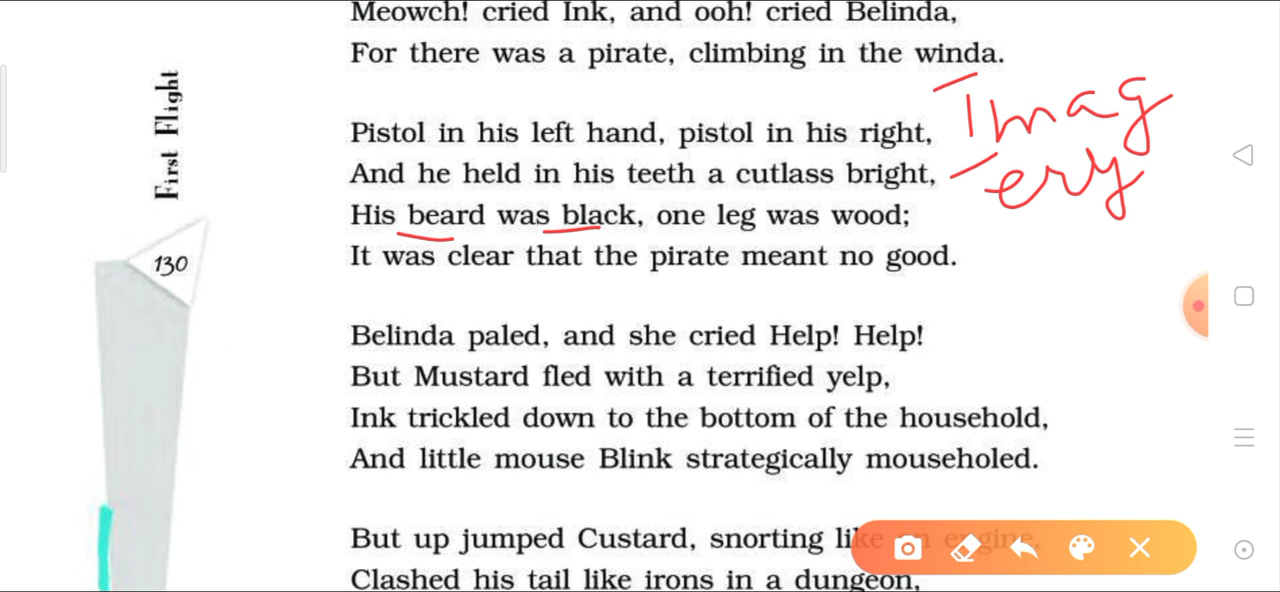 Meowch! cried Ink, and ooh! cried Belinda,
For there was a pirate, climbing in the winda.
First Flight
130
Pistol in his left hand, pistol in his right,
And he held in his teeth a cutlass bright,
His beard was black, one leg was wood;
It was clear that the pirate meant no good.
Imag
ery
Belinda paled, and she cried Help! Help!
But Mustard fled with a terrified yelp,
Ink trickled down to the bottom of the household,
And little mouse Blink strategically mouseholed.
But up jumped Custard, snorting like an engine,
Clashed his tail like irons in a dungeon,